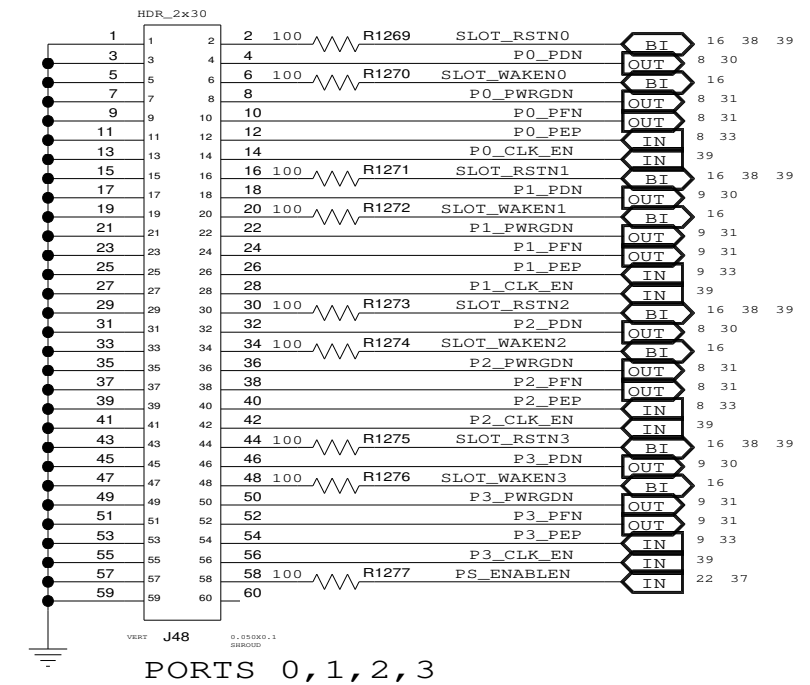 HDR_2x30
1 1 2 2 100 R1269 SLOT_RSTN0 BI 16 38 39
3 3 4 4 P0_PDN OUT 8 30
5 5 6 6 100 R1270 SLOT_WAKEN0 BI 16
7 7 8 8 P0_PWRGDN OUT 8 31
9 9 10 10 P0_PFN OUT 8 31
11 11 12 12 P0_PEP IN 8 33
13 13 14 14 P0_CLK_EN IN 39
15 15 16 16 100 R1271 SLOT_RSTN1 BI 16 38 39
17 17 18 18 P1_PDN OUT 9 30
19 19 20 20 100 R1272 SLOT_WAKEN1 BI 16
21 21 22 22 P1_PWRGDN OUT 9 31
23 23 24 24 P1_PFN OUT 9 31
25 25 26 26 P1_PEP IN 9 33
27 27 28 28 P1_CLK_EN IN 39
29 29 30 30 100 R1273 SLOT_RSTN2 BI 16 38 39
31 31 32 32 P2_PDN OUT 8 30
33 33 34 34 100 R1274 SLOT_WAKEN2 BI 16
35 35 36 36 P2_PWRGDN OUT 8 31
37 37 38 38 P2_PFN OUT 8 31
39 39 40 40 P2_PEP IN 8 33
41 41 42 42 P2_CLK_EN IN 39
43 43 44 44 100 R1275 SLOT_RSTN3 BI 16 38 39
45 45 46 46 P3_PDN OUT 9 30
47 47 48 48 100 R1276 SLOT_WAKEN3 BI 16
49 49 50 50 P3_PWRGDN OUT 9 31
51 51 52 52 P3_PFN OUT 9 31
53 53 54 54 P3_PEP IN 9 33
55 55 56 56 P3_CLK_EN IN 39
57 57 58 58 100 R1277 PS_ENABLEN IN 22 37
59 59 60 60
VERT J48 0.050X0.1
SHROUD
PORTS 0,1,2,3